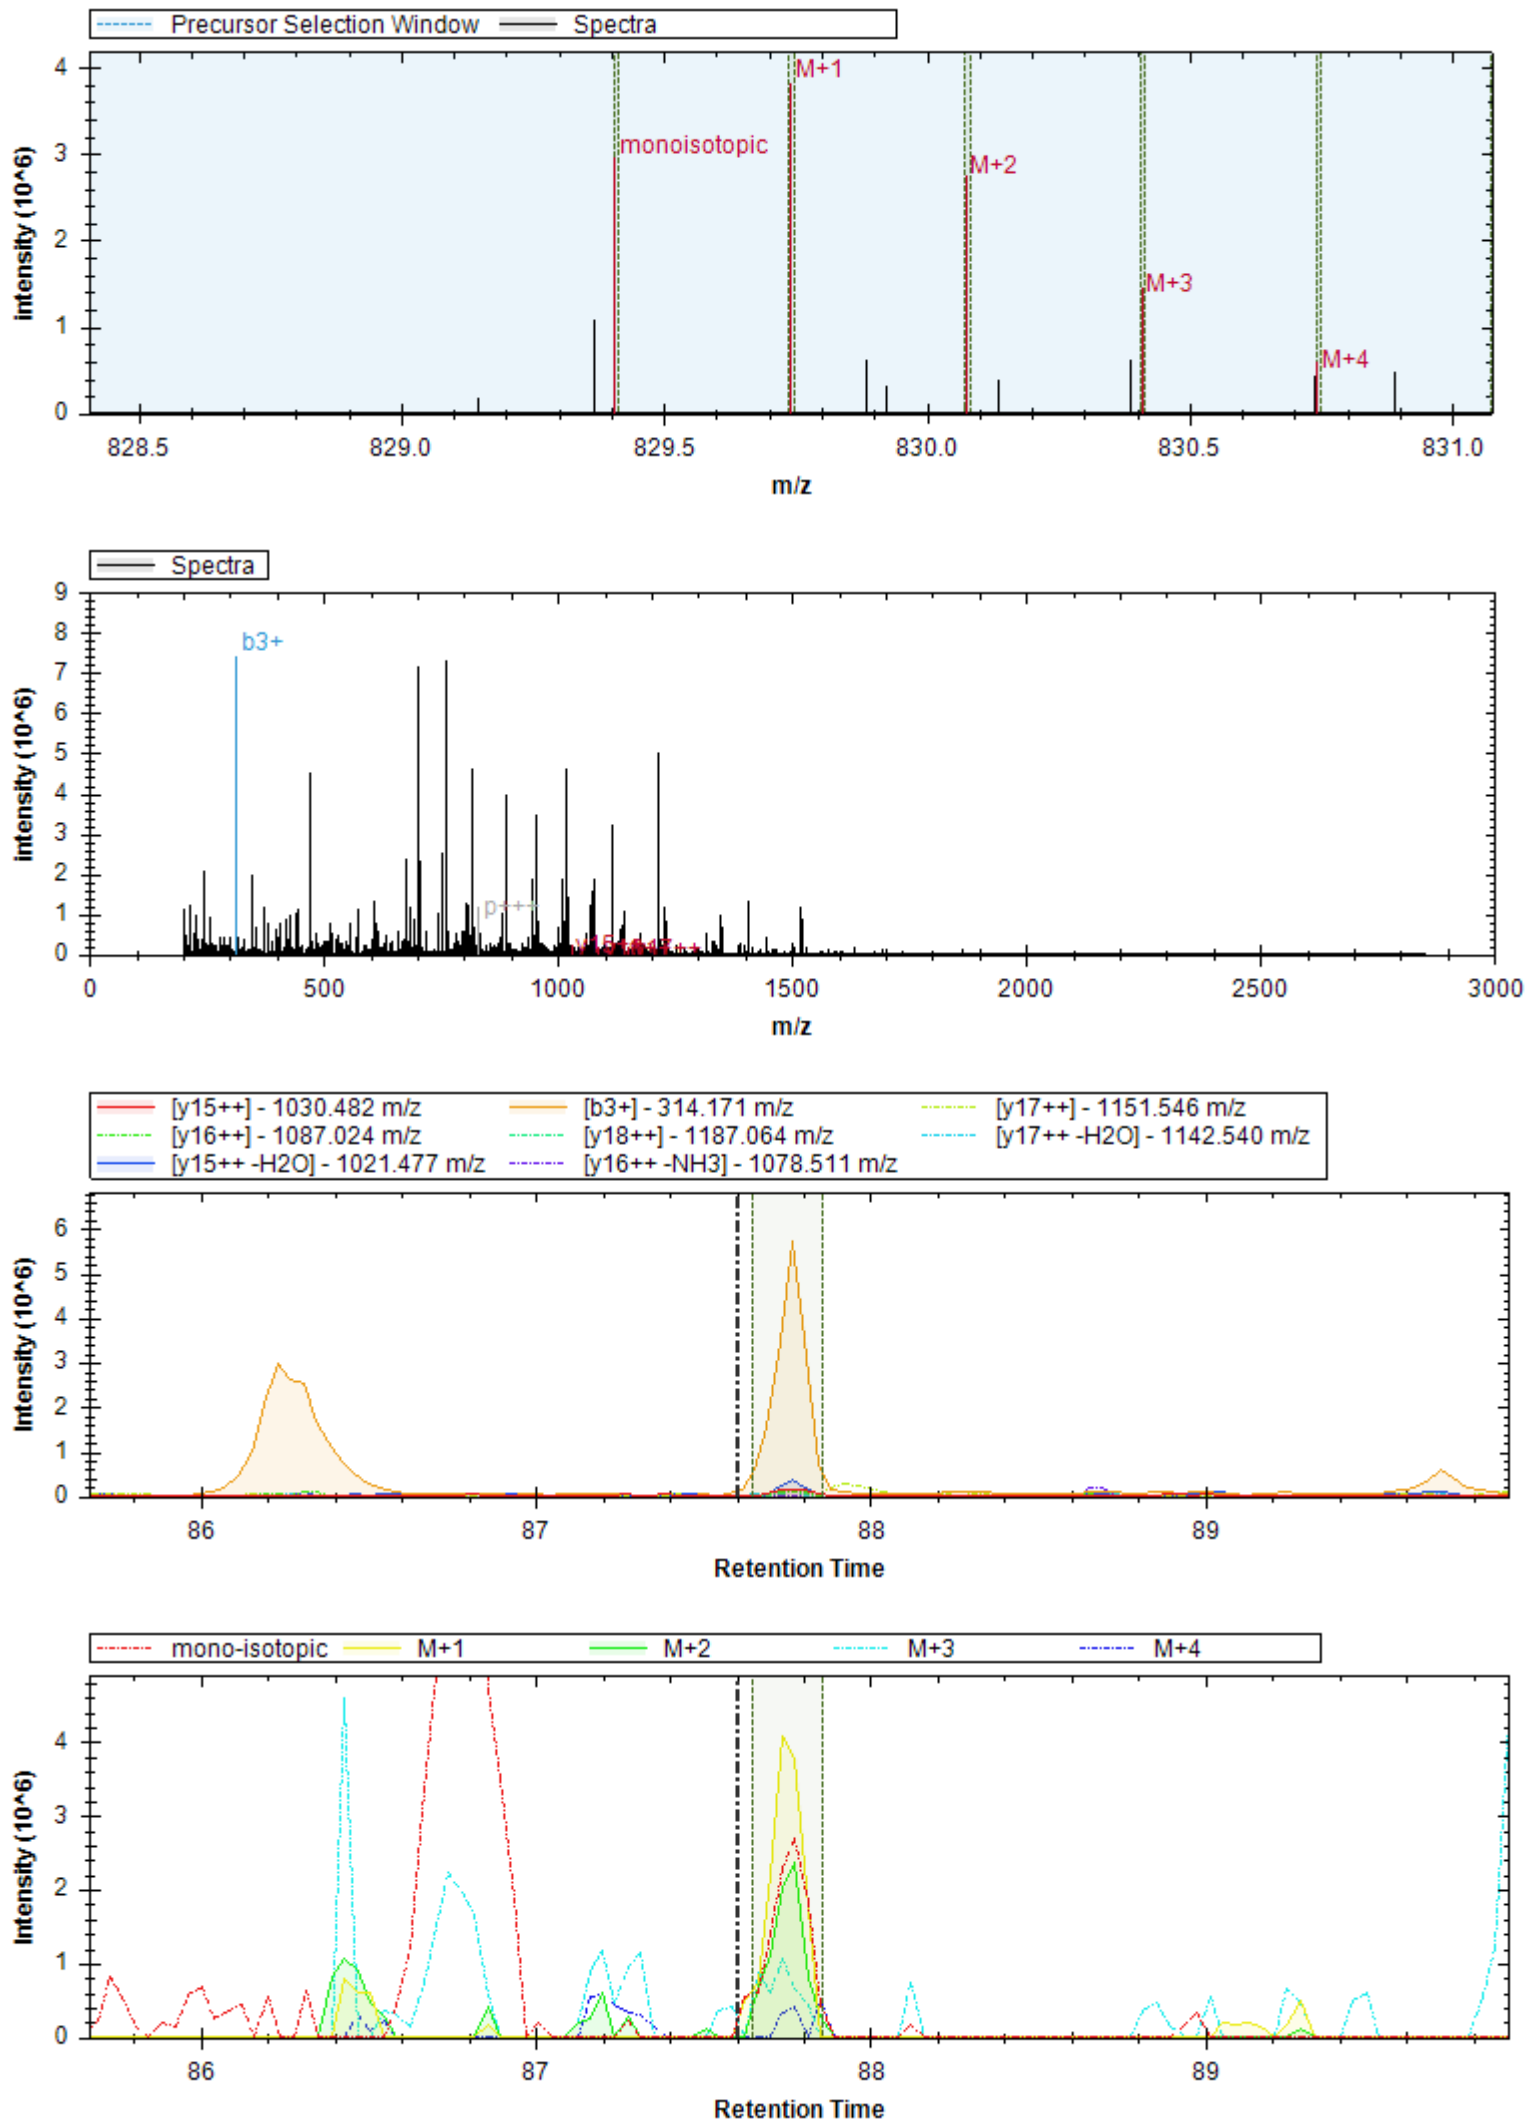 Precursor Selection Window Spectra
intensity (10^6)
4
3
2
1
0
monoisotopic
M+1
M+2
M+3
M+4
828.5 829.0 829.5 830.0 830.5 831.0
m/z
Spectra
intensity (10^6)
9
8
7
6
5
4
3
2
1
0
b3+
p+++
0 500 1000 1500 2000 2500 3000
m/z
[y15++] - 1030.482 m/z [b3+] - 314.171 m/z [y17++] - 1151.546 m/z
[y16++] - 1087.024 m/z [y18++] - 1187.064 m/z [y17++ -H2O] - 1142.540 m/z
[y15++ -H2O] - 1021.477 m/z [y16++ -NH3] - 1078.511 m/z
Intensity (10^6)
6
5
4
3
2
1
0
86 87 88 89
Retention Time
mono-isotopic M+1 M+2 M+3 M+4
Intensity (10^6)
4
3
2
1
0
86 87 88 89
Retention Time